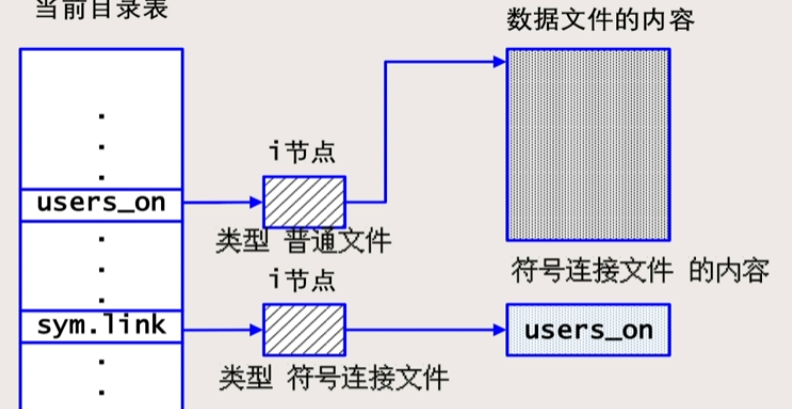 当前目录表
数据文件的内容
i节点
users_on
类型 普通文件
符号连接文件 的内容
i节点
sym.link
users_on
类型 符号连接文件